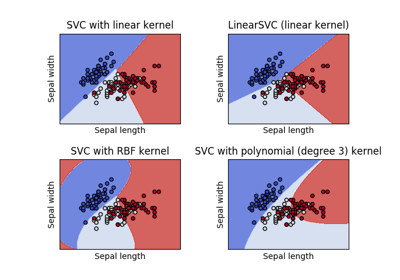 SVC with linear kernel
LinearSVC (linear kernel)
Sepal width
Sepal length
Sepal width
Sepal length
SVC with RBF kernel
SVC with polynomial (degree 3) kernel
Sepal width
Sepal length
Sepal width
Sepal length